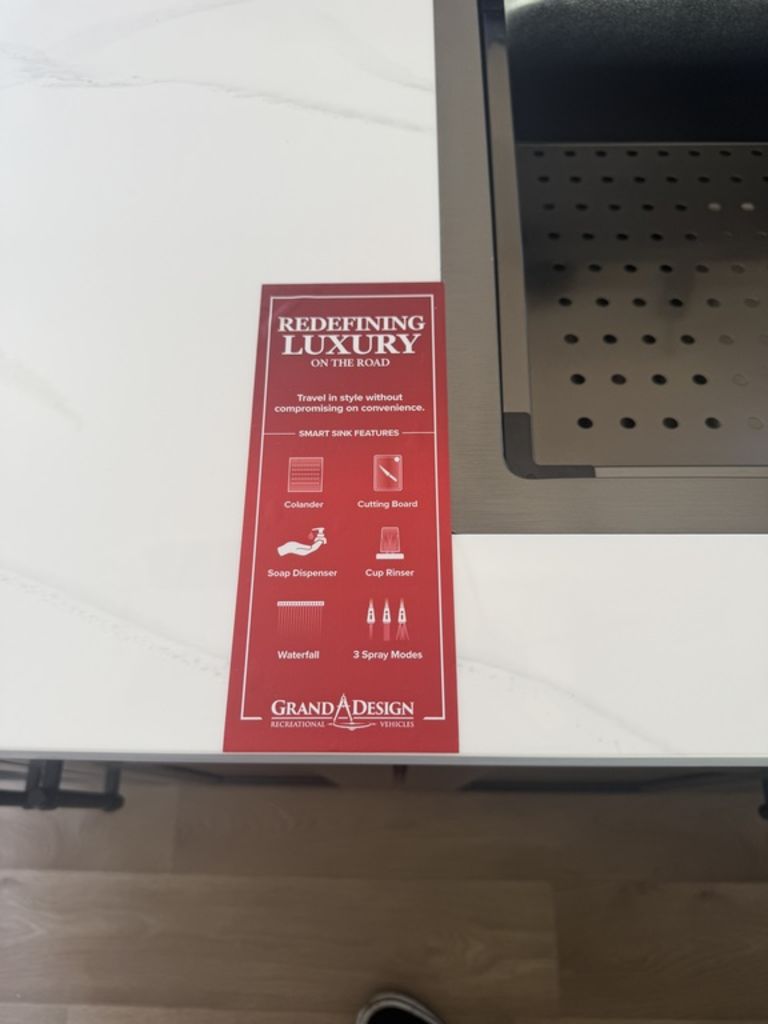 REDEFINING
LUXURY
ON THE ROAD
Travel in style without
compromising on convenience.
SMART SINK FEATURES
Colander
Cutting Board
Soap Dispenser
Cup Rinser
Waterfall
3 Spray Modes
GRAND DESIGN
RECREATIONAL VEHICLES